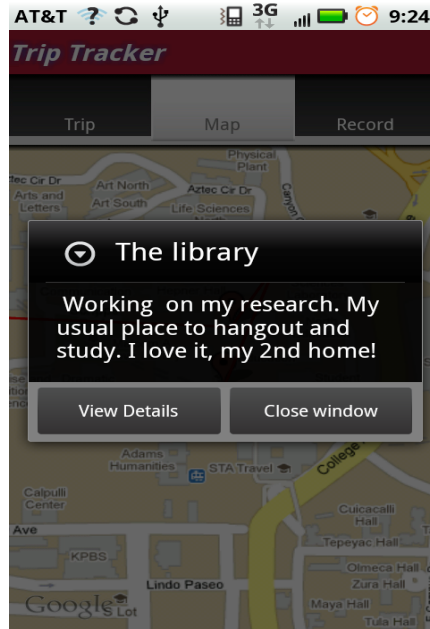 AT&T 3G 9:24
Trip Tracker
Trip Map Record
Physical
Plant
Aztec Cir Dr
Art North
Arts and
Letters
Art South
Life Sciences
The library
Working on my research. My
usual place to hangout and
study. I love it, my 2nd home!
View Details Close window
Adams
Humanities
STA Travel
College
Calpulli
Center
Cuicacalli
Hall
Ave
Tepeyac Hall
KPBS
Olmeca Hall
Zura Hall
Lindo Paseo
Google
Lot
Maya Hall
Tula Hall